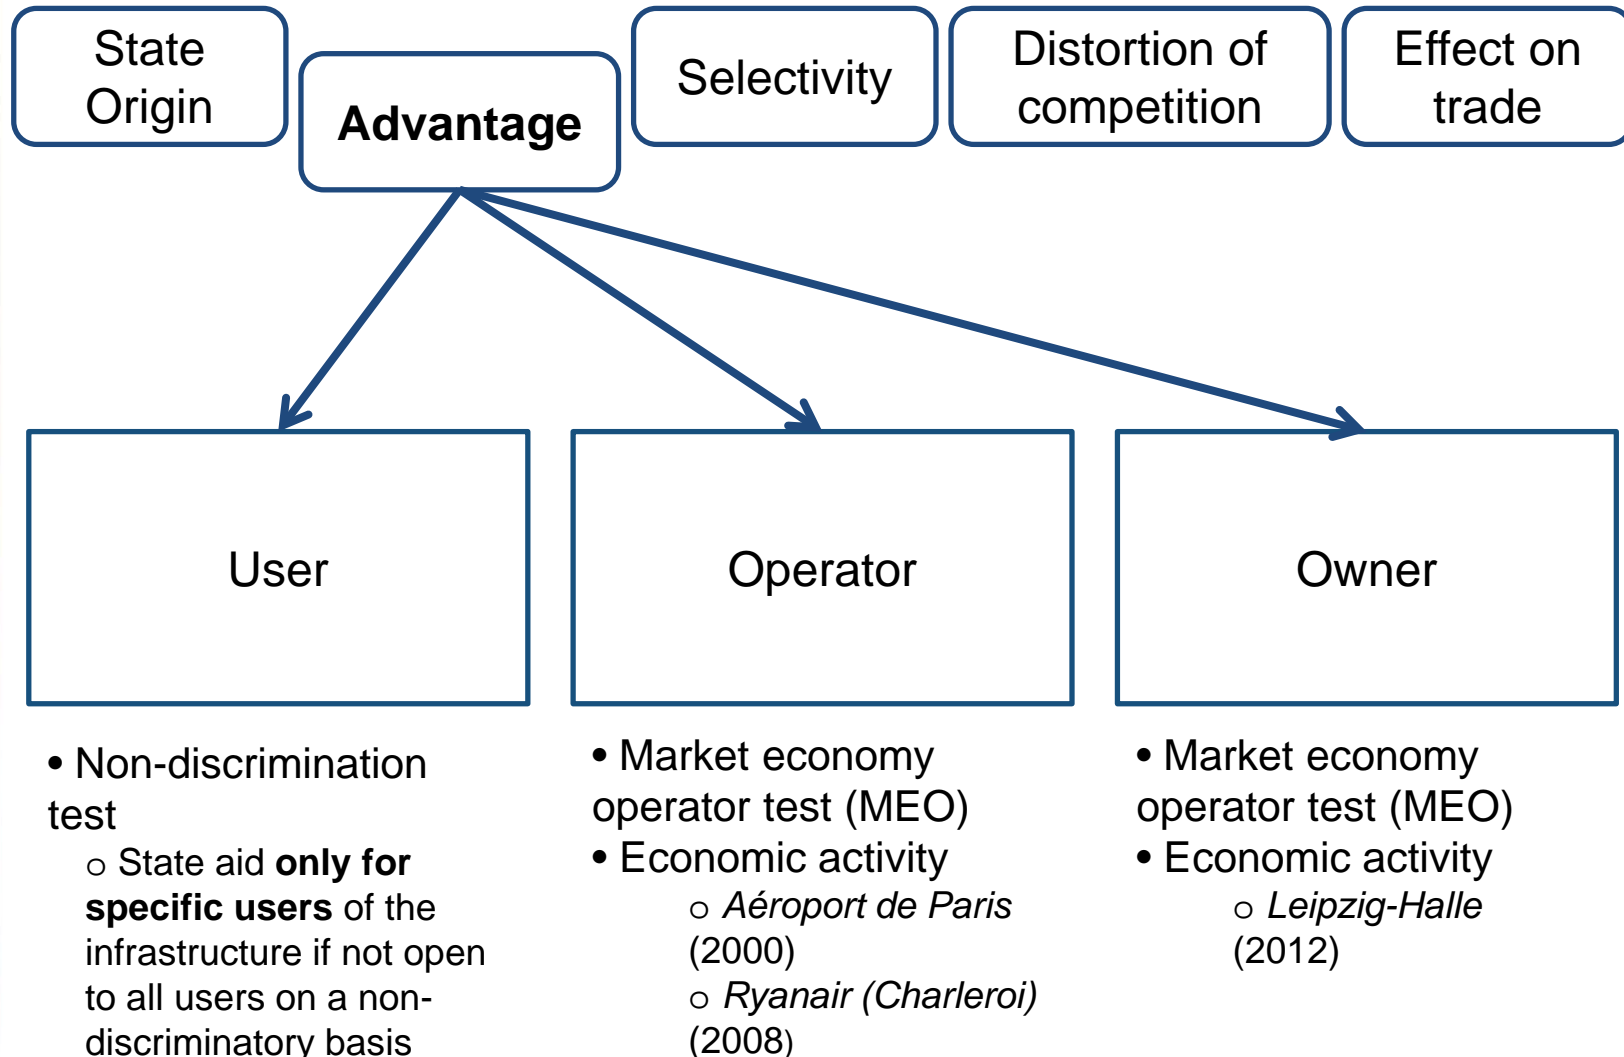 State
Origin
Advantage
Selectivity
Distortion of
competition
Effect on
trade
User
Operator
Owner
• Non-discrimination
test
o State aid only for
specific users of the
infrastructure if not open
to all users on a non-
discriminatory basis
• Market economy
operator test (MEO)
• Economic activity
o Aéroport de Paris
(2000)
o Ryanair (Charleroi)
(2008)
• Market economy
operator test (MEO)
• Economic activity
o Leipzig-Halle
(2012)